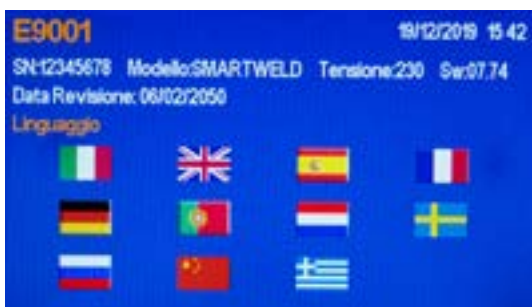 E9001 19/12/2019 15 42
SN:12345678 Modello:SMARTWELD Tensione:230 Sw:07.74
Data Revisione: 06/02/2050
Linguaggio